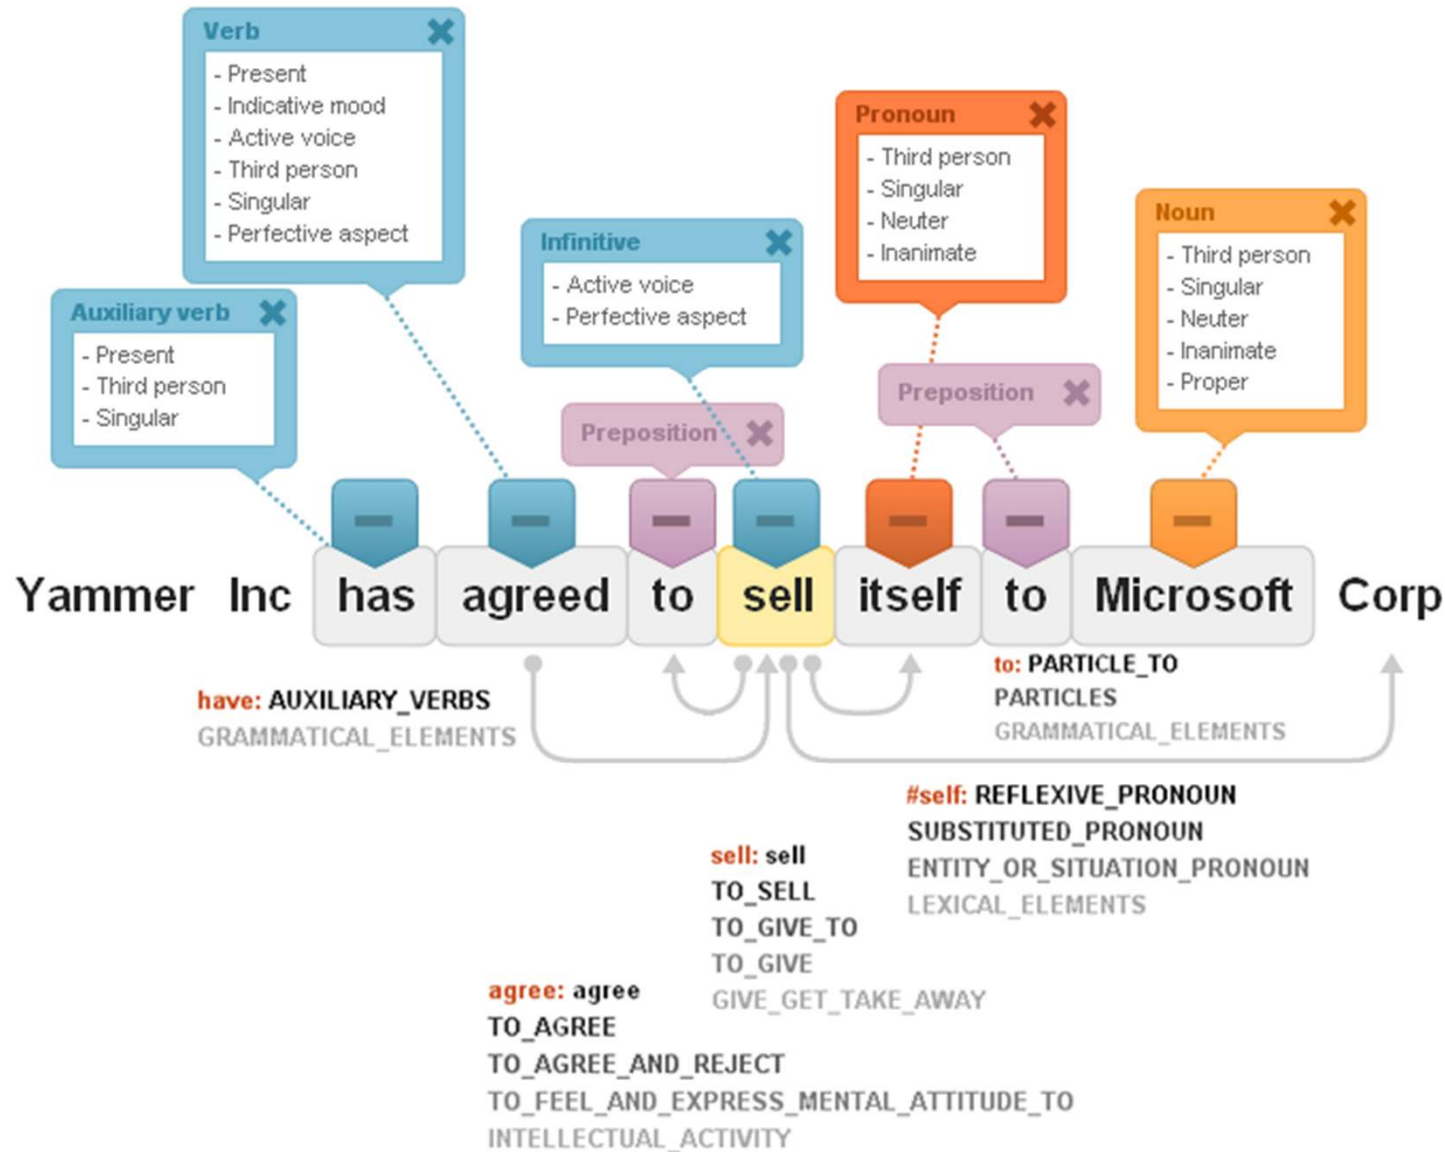 Verb
- Present
- Indicative mood
- Active voice
- Third person
- Singular
- Perfective aspect
Auxiliary verb
- Present
- Third person
- Singular
Infinitive
- Active voice
- Perfective aspect
Preposition
Pronoun
- Third person
- Singular
- Neuter
- Inanimate
Preposition
Noun
- Third person
- Singular
- Neuter
- Inanimate
- Proper
Yammer Inc has agreed to sell itself to Microsoft Corp
have: AUXILIARY_VERBS
GRAMMATICAL_ELEMENTS
to: PARTICLE_TO
PARTICLES
GRAMMATICAL_ELEMENTS
#self: REFLEXIVE_PRONOUN
SUBSTITUTED_PRONOUN
ENTITY_OR_SITUATION_PRONOUN
LEXICAL_ELEMENTS
sell: sell
TO_SELL
TO_GIVE_TO
TO_GIVE
GIVE_GET_TAKE_AWAY
agree: agree
TO_AGREE
TO_AGREE_AND_REJECT
TO_FEEL_AND_EXPRESS_MENTAL_ATTITUDE_TO
INTELLECTUAL_ACTIVITY